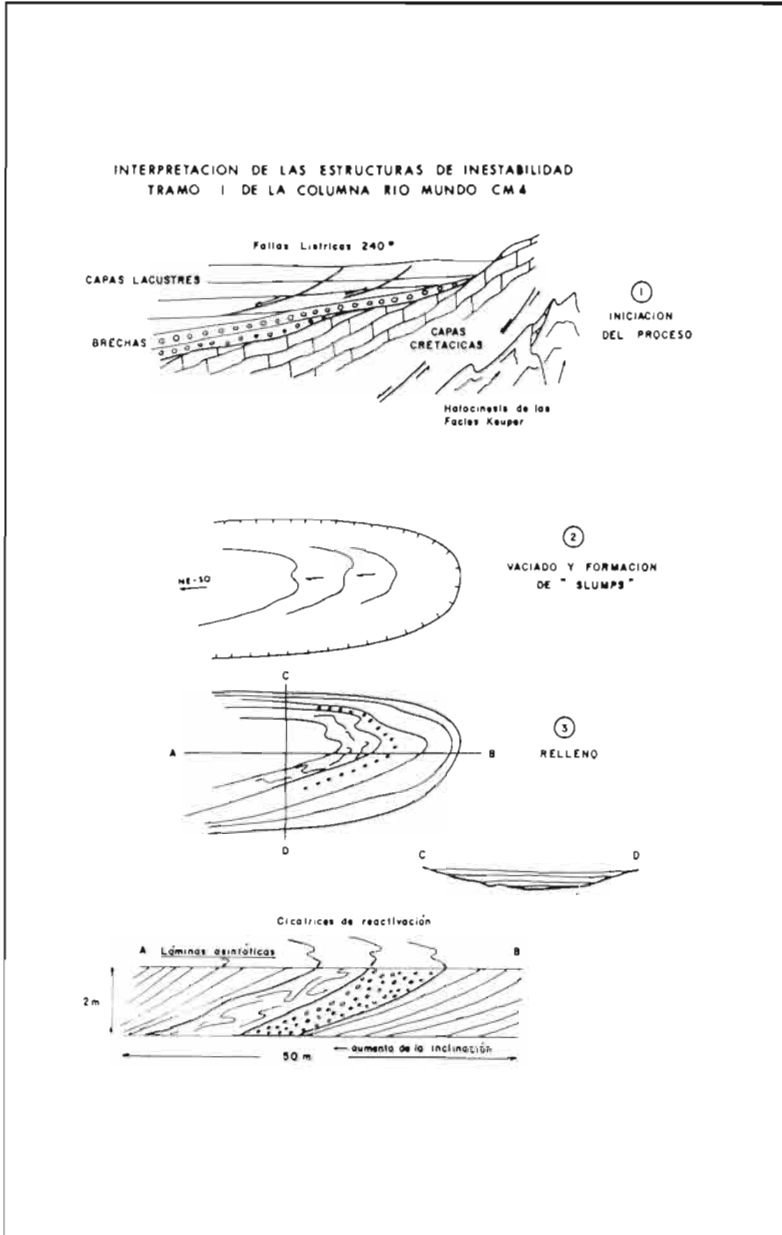 INTERPRETACION DE LAS ESTRUCTURAS DE INESTABILIDAD
TRAMO I DE LA COLUMNA RIO MUNDO CM4
Fallas Lístricas 240°
CAPAS LACUSTRES
BRECHAS
CAPAS
CRETACICAS
Halocinesis de las
Facies Keuper
1
INICIACION
DEL PROCESO
2
VACIADO Y FORMACION
DE " SLUMPS "
NE-SO
C
A
B
D
3
RELLENO
C
D
Cicatrices de reactivación
A
Láminas asintóticas
B
2m
50 m
← aumento de la inclinación